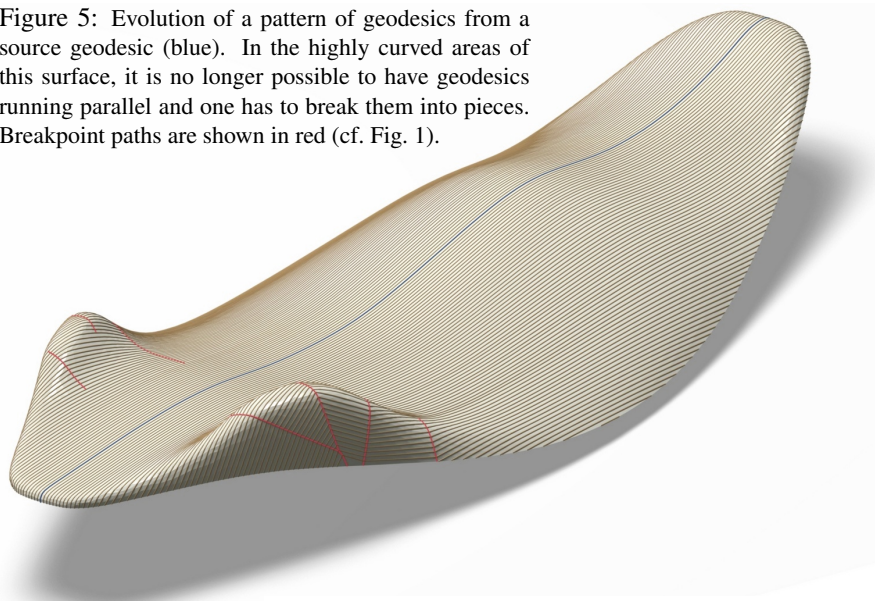 Figure 5: Evolution of a pattern of geodesics from a
source geodesic (blue). In the highly curved areas of
this surface, it is no longer possible to have geodesics
running parallel and one has to break them into pieces.
Breakpoint paths are shown in red (cf. Fig. 1).